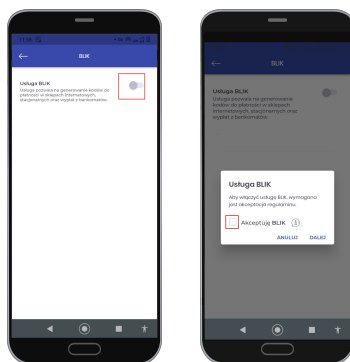 11:08
BLIK
Usługa BLIK
Usługa pozwala na generowanie kodów do
płatności w sklepach internetowych,
stacjonarnych oraz wypłat z bankomatów.
BLIK
Usługa BLIK
Usługa pozwala na generowanie
kodów do płatności w sklepach
internetowych, stacjonarnych oraz
wypłat z bankomatów.
Usługa BLIK
Aby włączyć usługę BLIK, wymagana
jest akceptacja regulaminu.
Akceptuję BLIK
ANULUJ DALEJ